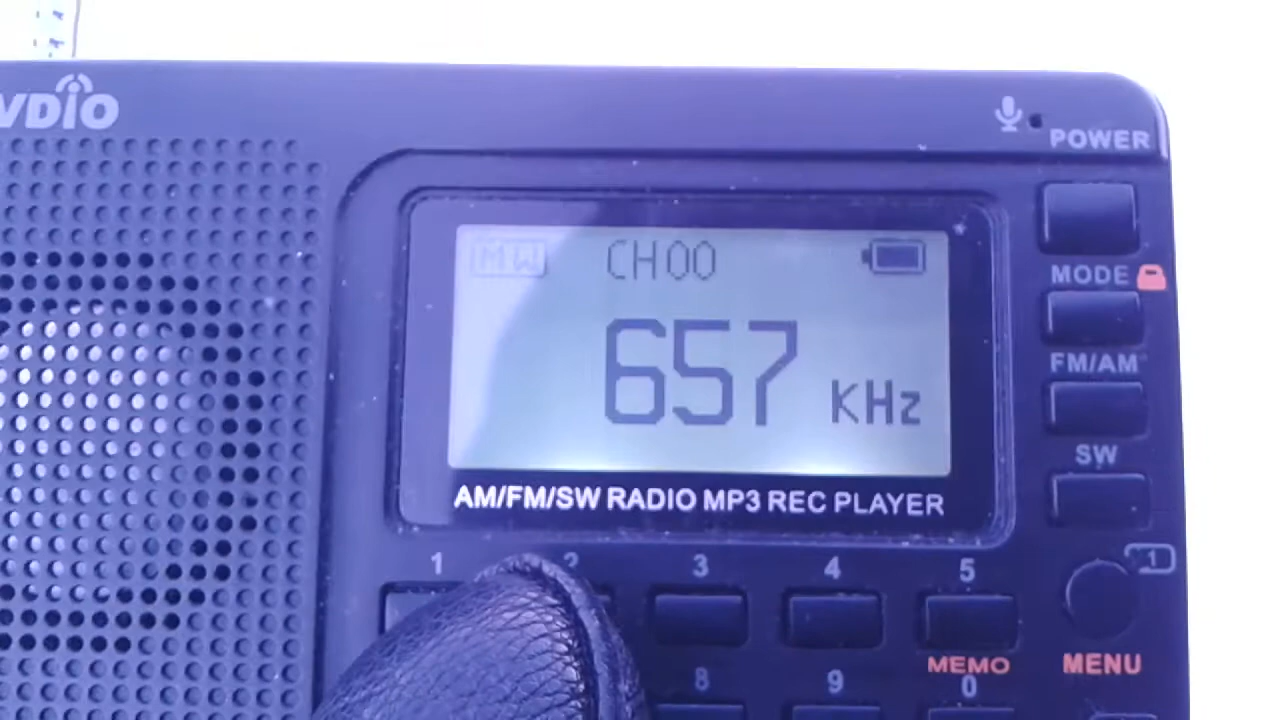 VDIO
POWER
MW CH00
MODE
657 KHz
FM/AM
SW
AM/FM/SW RADIO MP3 REC PLAYER
1 2 3 4 5
1
MEMO MENU
8 9 0